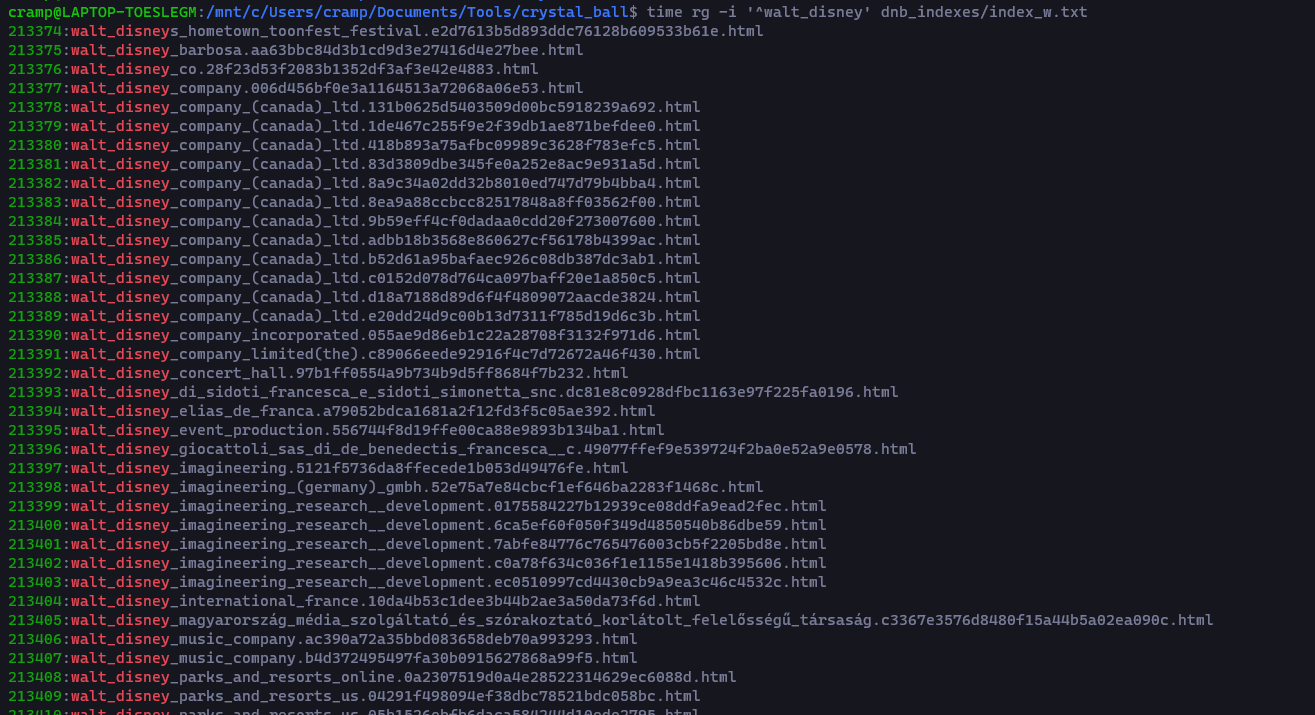 cramp@LAPTOP-TOESLEGM:/mnt/c/Users/cramp/Documents/Tools/crystal_ball$ time rg -i '^walt_disney' dnb_indexes/index_w.txt
213374:walt_disneys_hometown_toonfest_festival.e2d7613b5d893ddc76128b609533b61e.html
213375:walt_disney_barbosa.aa63bbc84d3b1cd9d3e27416d4e27bee.html
213376:walt_disney_co.28f23d53f2083b1352df3af3e42e4883.html
213377:walt_disney_company.006d456bf0e3a1164513a72068a06e53.html
213378:walt_disney_company_(canada)_ltd.131b0625d5403509d00bc5918239a692.html
213379:walt_disney_company_(canada)_ltd.1de467c255f9e2f39db1ae871befdee0.html
213380:walt_disney_company_(canada)_ltd.418b893a75afbc09989c3628f783efc5.html
213381:walt_disney_company_(canada)_ltd.83d3809dbe345fe0a252e8ac9e931a5d.html
213382:walt_disney_company_(canada)_ltd.8a9c34a02dd32b8010ed747d79b4bba4.html
213383:walt_disney_company_(canada)_ltd.8ea9a88ccbcc82517848a8ff03562f00.html
213384:walt_disney_company_(canada)_ltd.9b59eff4cf0dadaa0cdd20f273007600.html
213385:walt_disney_company_(canada)_ltd.adbb18b3568e860627cf56178b4399ac.html
213386:walt_disney_company_(canada)_ltd.b52d61a95bafaec926c08db387dc3ab1.html
213387:walt_disney_company_(canada)_ltd.c0152d078d764ca097baff20e1a850c5.html
213388:walt_disney_company_(canada)_ltd.d18a7188d89d6f4f4809072aacde3824.html
213389:walt_disney_company_(canada)_ltd.e20dd24d9c00b13d7311f785d19d6c3b.html
213390:walt_disney_company_incorporated.055ae9d86eb1c22a28708f3132f971d6.html
213391:walt_disney_company_limited(the).c89066eede92916f4c7d72672a46f430.html
213392:walt_disney_concert_hall.97b1ff0554a9b734b9d5ff8684f7b232.html
213393:walt_disney_di_sidoti_francesca_e_sidoti_simonetta_snc.dc81e8c0928dfbc1163e97f225fa0196.html
213394:walt_disney_elias_de_franca.a79052bdca1681a2f12fd3f5c05ae392.html
213395:walt_disney_event_production.556744f8d19ffe00ca88e9893b134ba1.html
213396:walt_disney_giocattoli_sas_di_de_benedectis_francesca__c.49077ffef9e539724f2ba0e52a9e0578.html
213397:walt_disney_imagineering.5121f5736da8ffecede1b053d49476fe.html
213398:walt_disney_imagineering_(germany)_gmbh.52e75a7e84cbcf1ef646ba2283f1468c.html
213399:walt_disney_imagineering_research__development.0175584227b12939ce08ddfa9ead2fec.html
213400:walt_disney_imagineering_research__development.6ca5ef60f050f349d4850540b86dbe59.html
213401:walt_disney_imagineering_research__development.7abfe84776c765476003cb5f2205bd8e.html
213402:walt_disney_imagineering_research__development.c0a78f634c036f1e1155e1418b395606.html
213403:walt_disney_imagineering_research__development.ec0510997cd4430cb9a9ea3c46c4532c.html
213404:walt_disney_international_france.10da4b53c1dee3b44b2ae3a50da73f6d.html
213405:walt_disney_magyarország_média_szolgáltató_és_szórakoztató_korlátolt_felelősségű_társaság.c3367e3576d8480f15a44b5a02ea090c.html
213406:walt_disney_music_company.ac390a72a35bbd083658deb70a993293.html
213407:walt_disney_music_company.b4d372495497fa30b0915627868a99f5.html
213408:walt_disney_parks_and_resorts_online.0a2307519d0a4e28522314629ec6088d.html
213409:walt_disney_parks_and_resorts_us.04291f498094ef38dbc78521bdc058bc.html